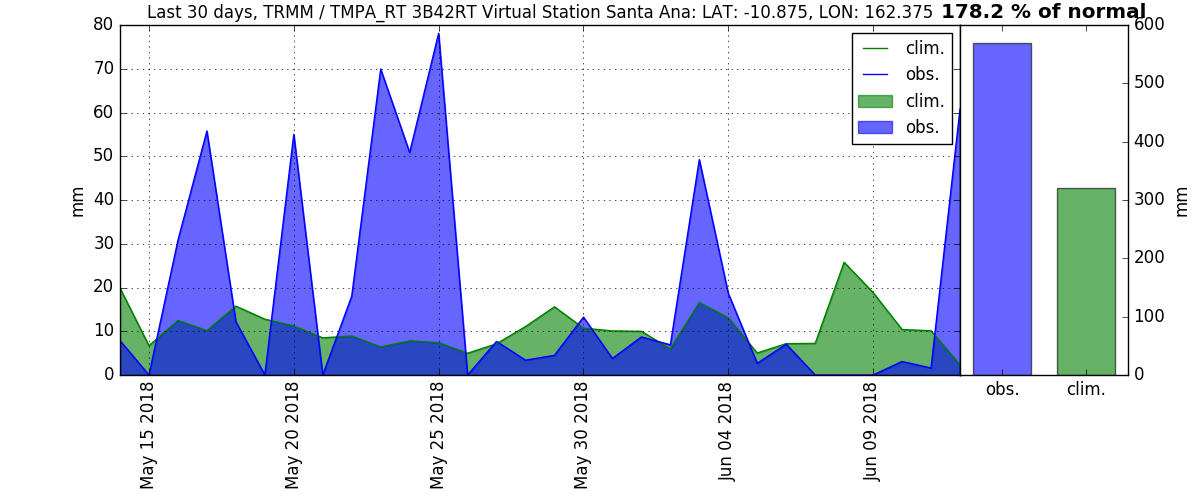 Last 30 days, TRMM / TMPA_RT 3B42RT Virtual Station Santa Ana: LAT: -10.875, LON: 162.375 178.2 % of normal
80
70
60
50
40
30
20
10
0
mm
clim.
obs.
clim.
obs.
600
500
400
300
200
100
0
mm
May 15 2018
May 20 2018
May 25 2018
May 30 2018
Jun 04 2018
Jun 09 2018
obs.
clim.